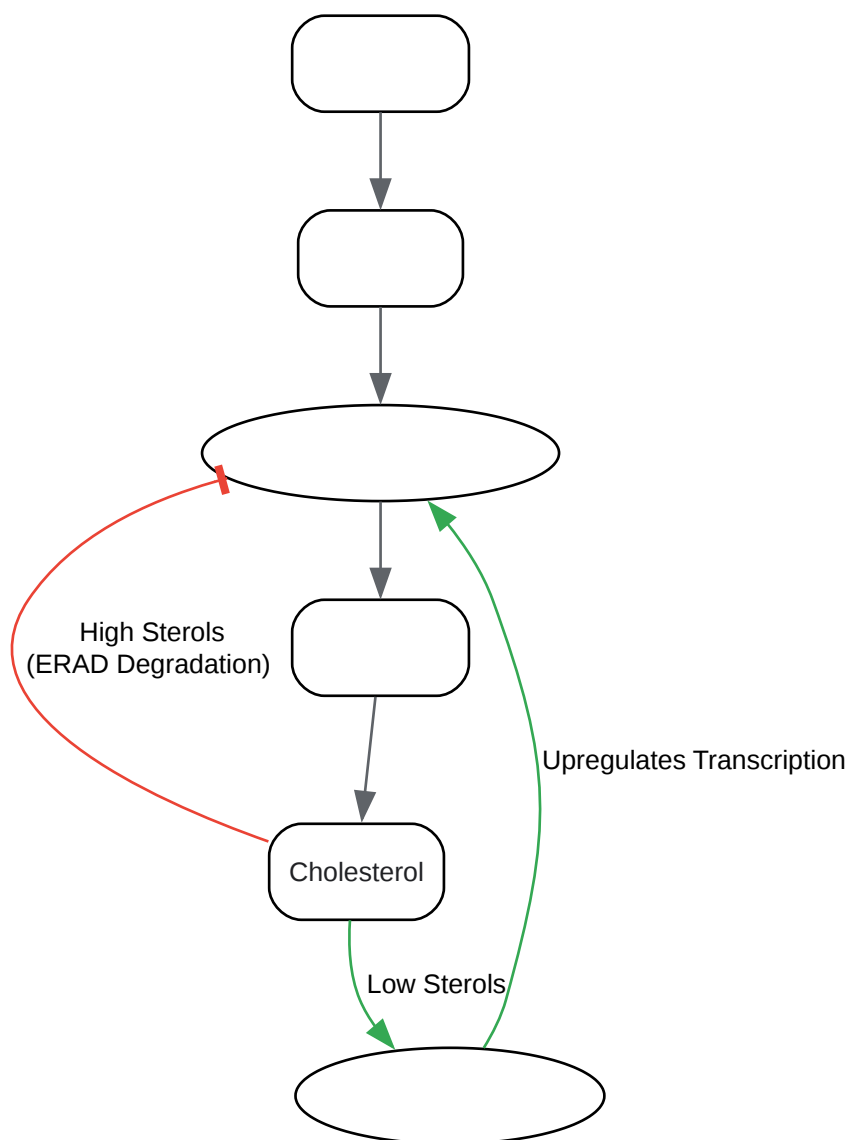 High Sterols
(ERAD Degradation)
Upregulates Transcription
Cholesterol
Low Sterols